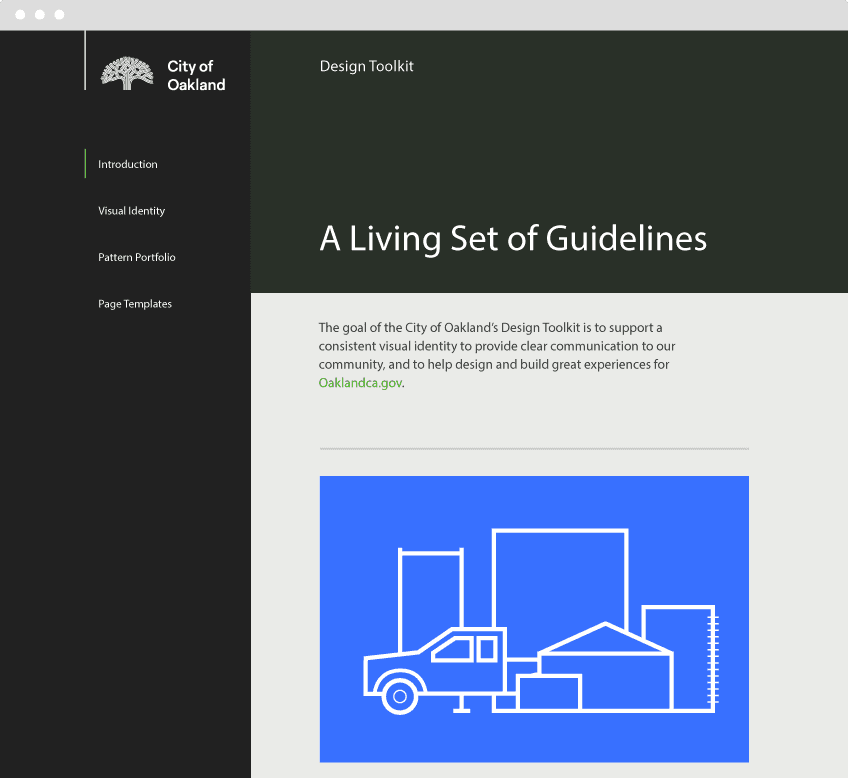 City of
Oakland
Introduction
Visual Identity
Pattern Portfolio
Page Templates
Design Toolkit
A Living Set of Guidelines
The goal of the City of Oakland’s Design Toolkit is to support a
consistent visual identity to provide clear communication to our
community, and to help design and build great experiences for
Oaklandca.gov.